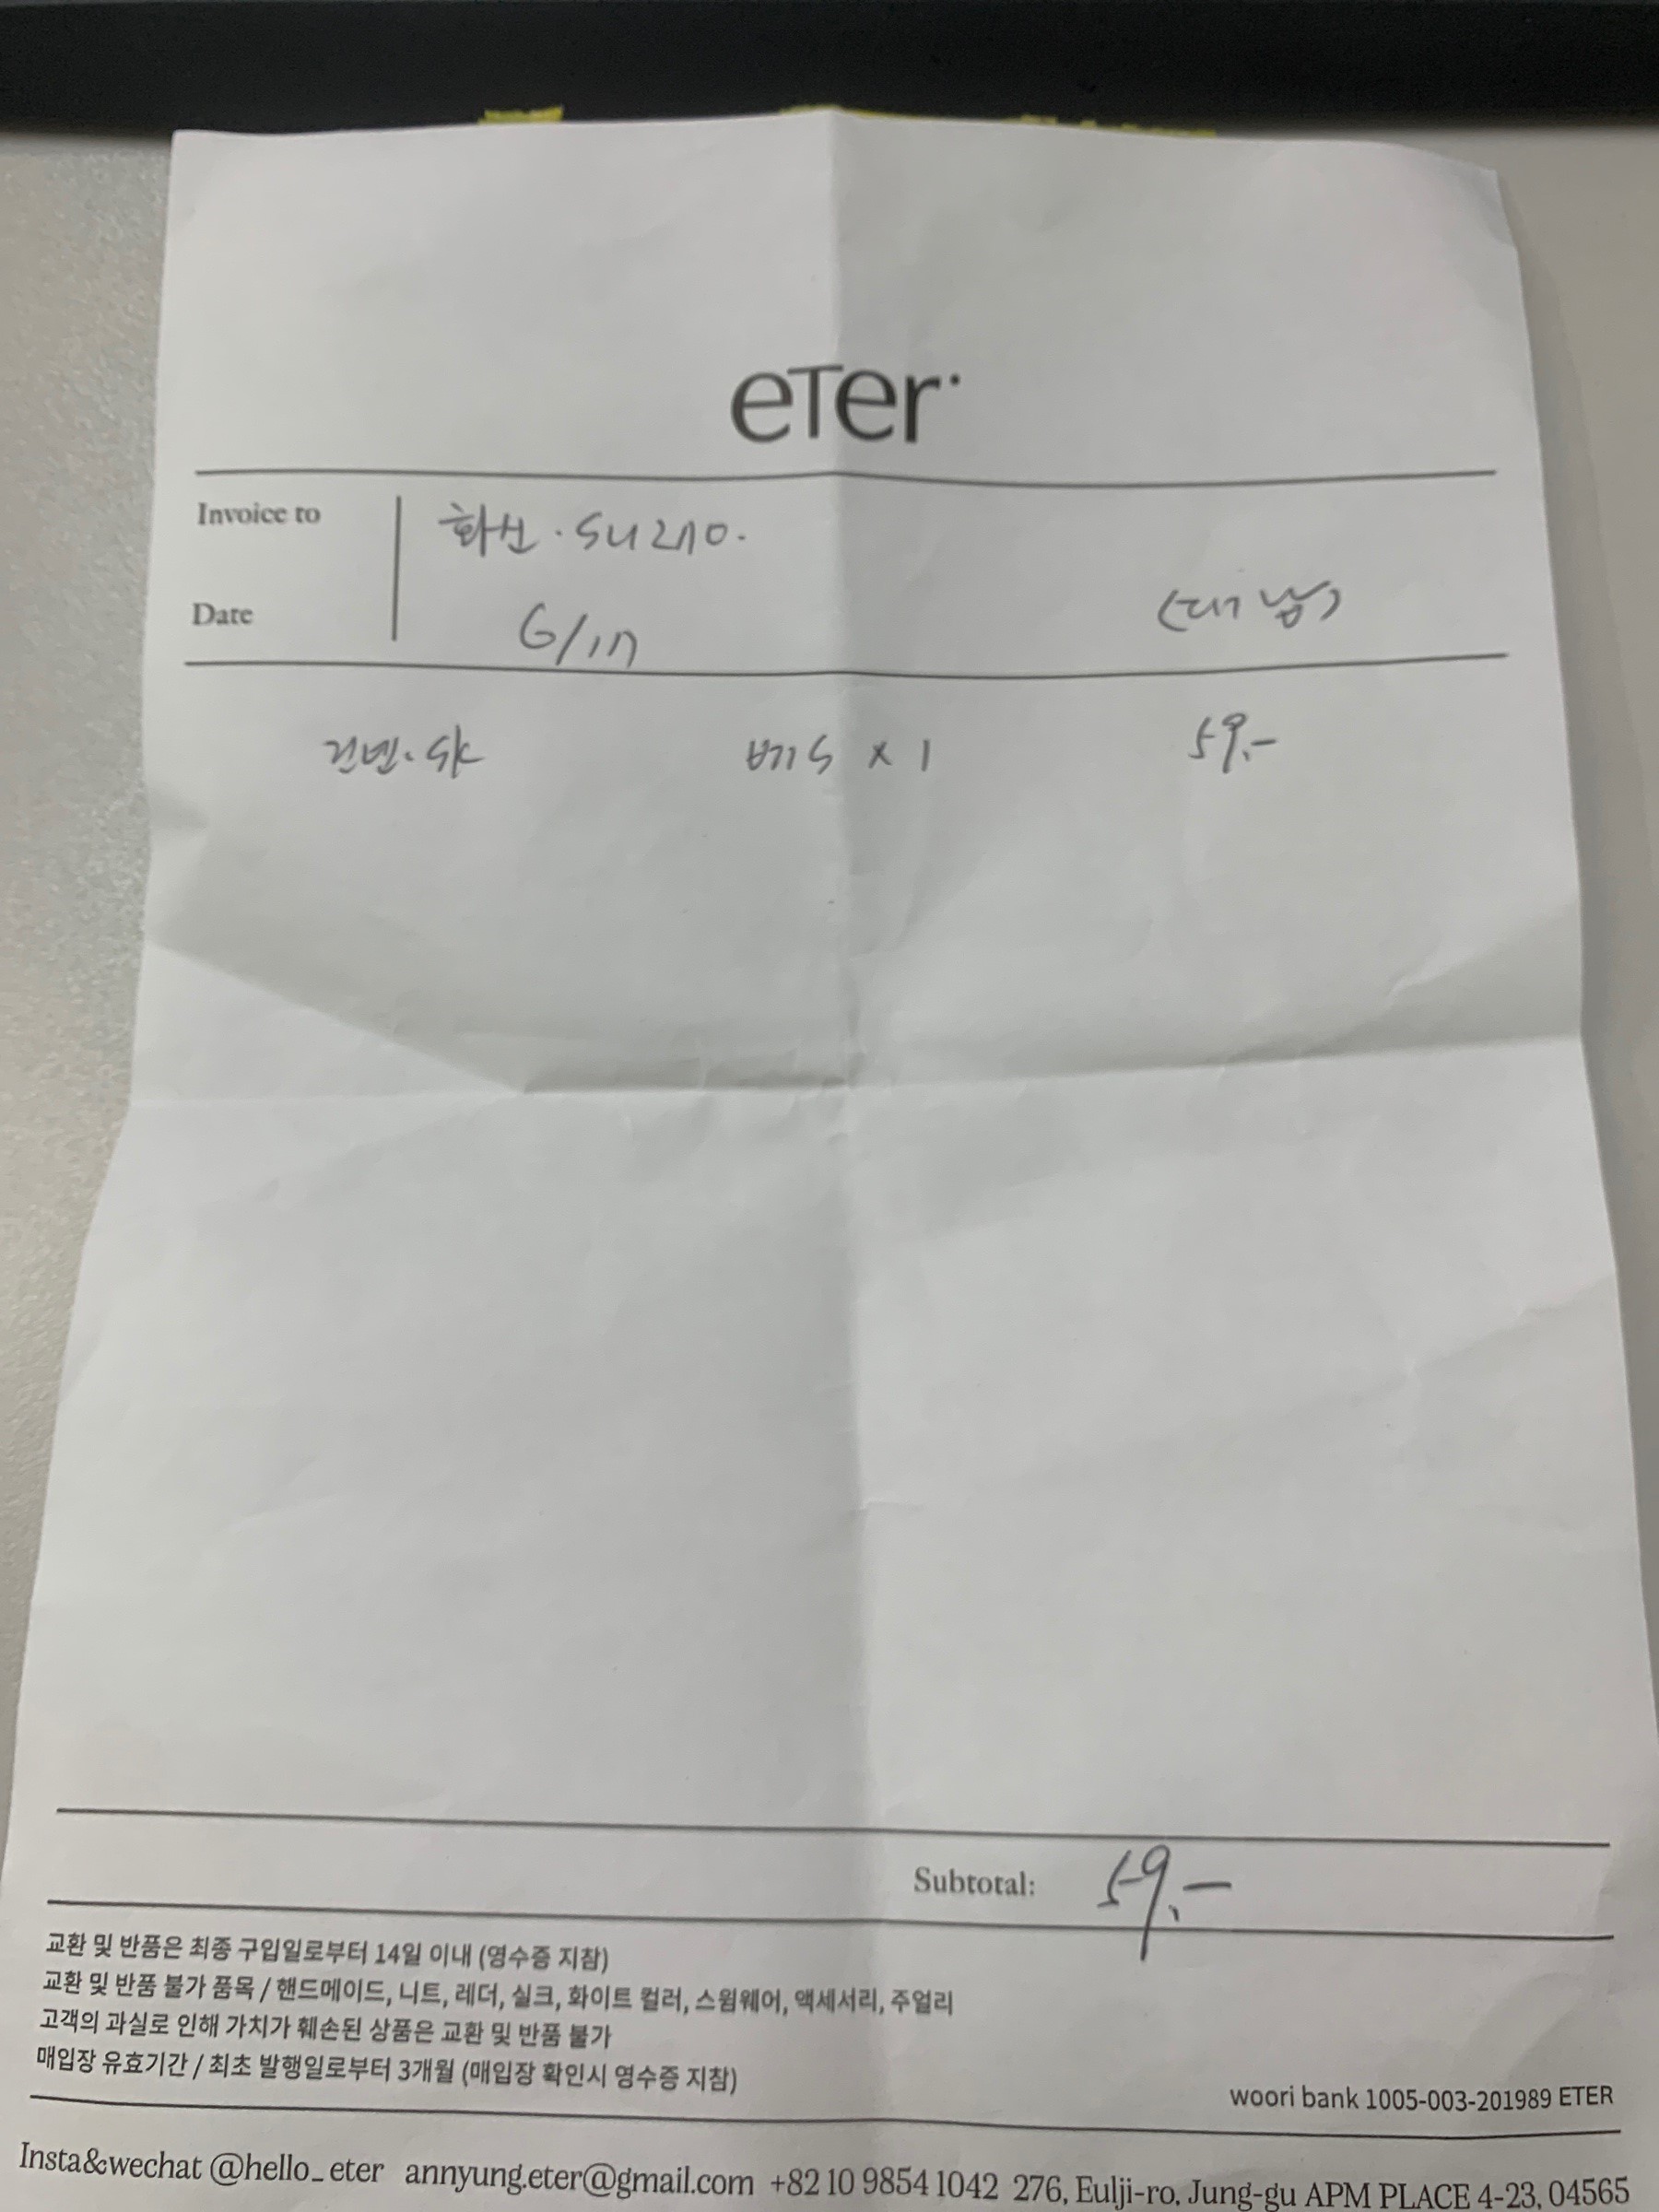 eTer
Invoice to 화신. SU2110.
Date 6/17
(대납)
린넨. SK 베 S x 1 59.-
Subtotal: 59.-
교환 및 반품은 최종 구입일로부터 14일 이내 (영수증 지참)
교환 및 반품 불가 품목 / 핸드메이드, 니트, 레더, 실크, 화이트 컬러, 스윔웨어, 액세서리, 주얼리
고객의 과실로 인해 가치가 훼손된 상품은 교환 및 반품 불가
매입장 유효기간 / 최초 발행일로부터 3개월 (매입장 확인시 영수증 지참)
woori bank 1005-003-201989 ETER
Insta&wechat @hello_eter annyung.eter@gmail.com +82 10 9854 1042 276, Eulji-ro, Jung-gu APM PLACE 4-23, 04565